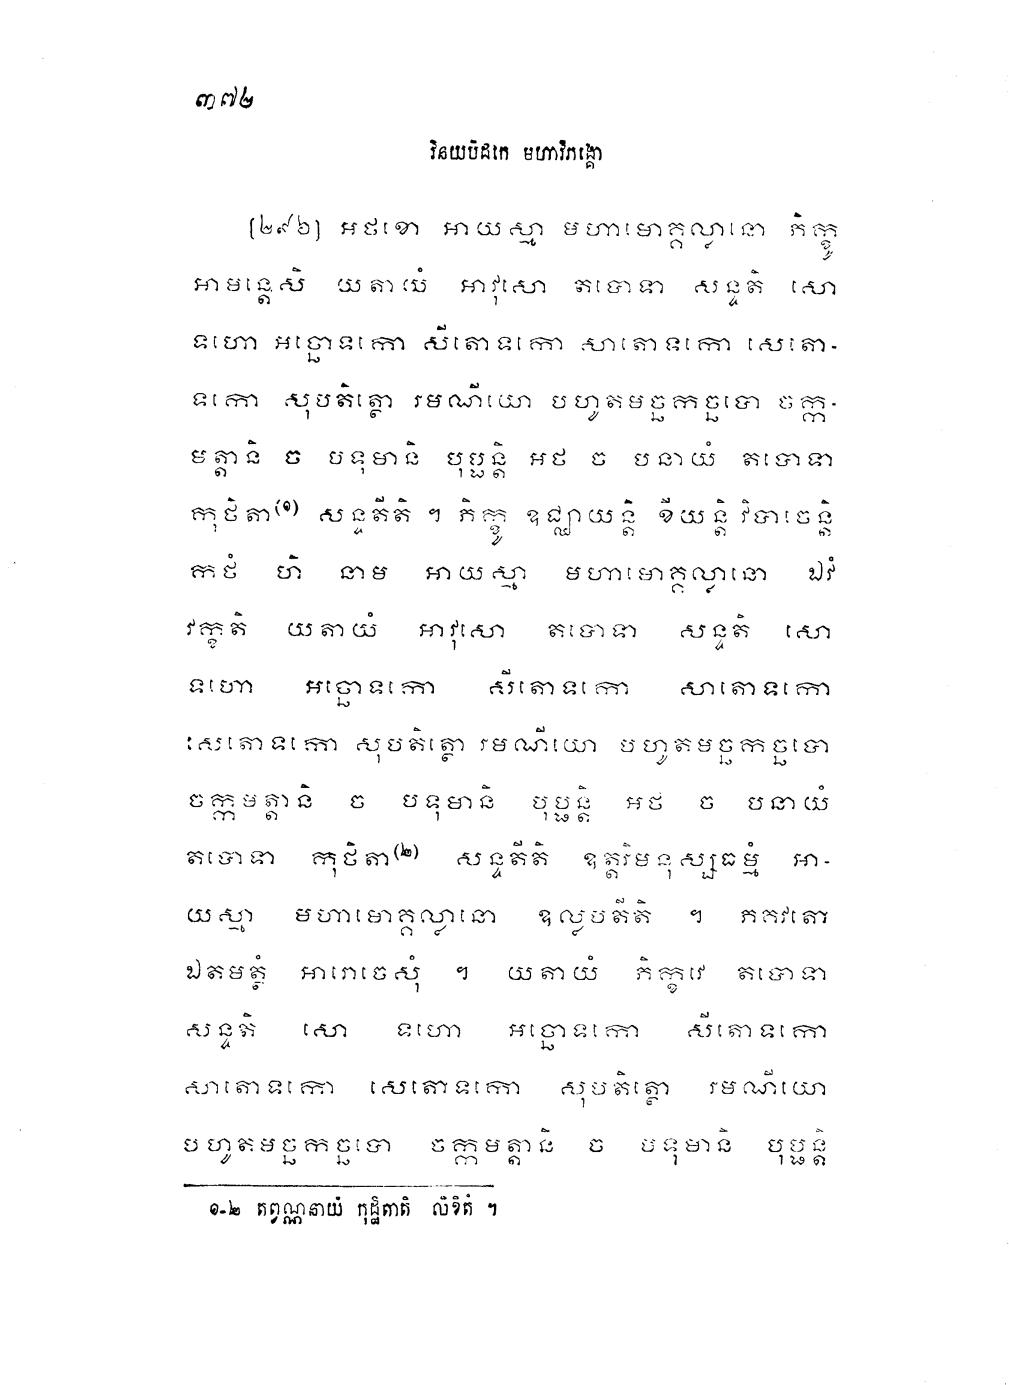 ៣៧២
វិនយបិដកេ មហាវិភង្គោ
[២៩៦] អថខោ អាយស្មា មហាមោគ្គល្លានោ ភិក្ខូ
អាមន្តេសិ យតាយំ អាវុសោ តបោទា សន្ទតិ សោ
ទហោ អច្ឆោទកោ សីតោទកោ សាតោទកោ សេតោ-
ទកោ សុបតិត្ថោ រមណីយោ បហូតមច្ឆកច្ឆបោ ចក្ក-
មត្តានិ ច បទុមានិ បុប្ផន្តិ អថ ច បនាយំ តបោទា
កុថិតា(១) សន្ទតីតិ ។ ភិក្ខូ ឧជ្ឈាយន្តិ ខីយន្តិ វិបាចេន្តិ
កថំ ហិ នាម អាយស្មា មហាមោគ្គល្លានោ ឯវំ
វក្ខតិ យតាយំ អាវុសោ តបោទា សន្ទតិ សោ
ទហោ អច្ឆោទកោ សីតោទកោ សាតោទកោ
សេតោទកោ សុបតិត្ថោ រមណីយោ បហូតមច្ឆកច្ឆបោ
ចក្កមត្តានិ ច បទុមានិ បុប្ផន្តិ អថ ច បនាយំ
តបោទា កុថិតា(២) សន្ទតីតិ ឧត្តរិមនុស្សធម្មំ អា-
យស្មា មហាមោគ្គល្លានោ ឧល្លបតីតិ ។ ភគវតោ
ឯតមត្ថំ អារោចេសុំ ។ យតាយំ ភិក្ខវេ តបោទា
សន្ទតិ សោ ទហោ អច្ឆោទកោ សីតោទកោ
សាតោទកោ សេតោទកោ សុបតិត្ថោ រមណីយោ
បហូតមច្ឆកច្ឆបោ ចក្កមត្តានិ ច បទុមានិ បុប្ផន្តិ
១-២ តព្វណ្ណនាយំ កុដ្ឋិតាតិ លិខិតំ ។